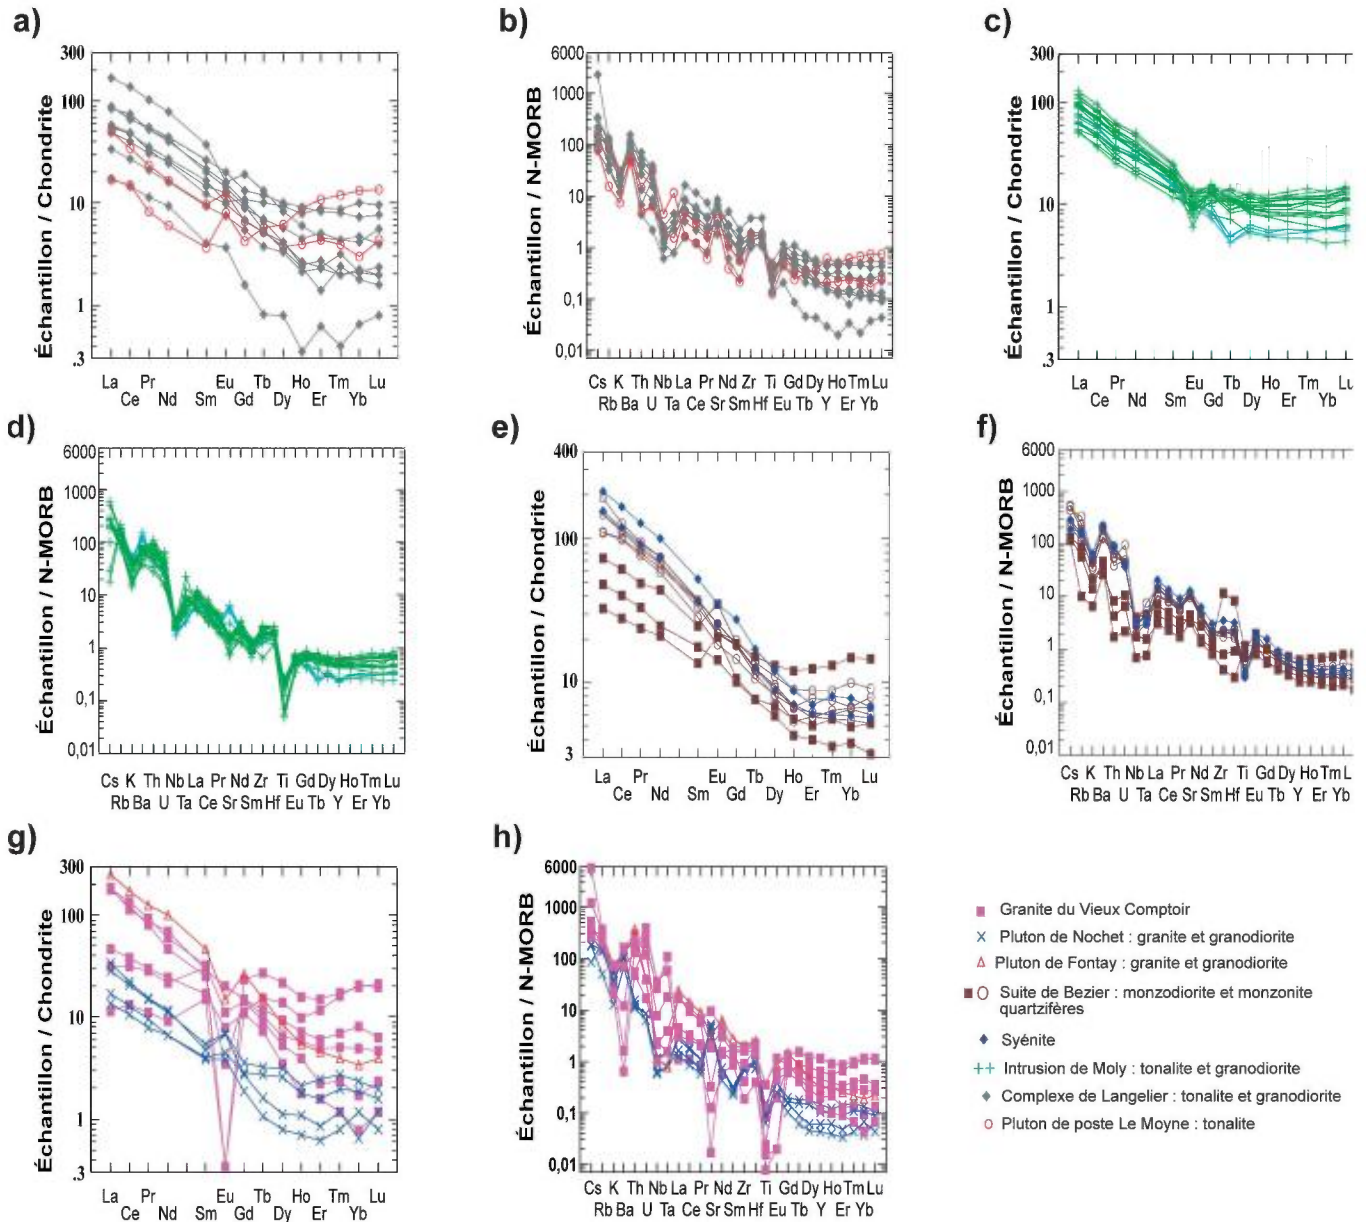 a)
300
100
10
1
.3
Échantillon / Chondrite
La Pr Eu Tb Ho Tm Lu
Ce Nd Sm Gd Dy Er Yb
b)
6000
1000
100
10
1
0,1
0,01
Échantillon / N-MORB
Cs K Th Nb La Pr Nd Zr Ti Gd Dy Ho Tm Lu
Rb Ba U Ta Ce Sr Sm Hf Eu Tb Y Er Yb
c)
300
100
10
1
.3
Échantillon / Chondrite
La Pr Eu Tb Ho Tm Lu
Ce Nd Sm Gd Dy Er Yb
d)
6000
1000
100
10
1
0,1
0,01
Échantillon / N-MORB
Cs K Th Nb La Pr Nd Zr Ti Gd Dy Ho Tm Lu
Rb Ba U Ta Ce Sr Sm Hf Eu Tb Y Er Yb
e)
400
100
10
3
Échantillon / Chondrite
La Pr Eu Tb Ho Tm Lu
Ce Nd Sm Gd Dy Er Yb
f)
6000
1000
100
10
1
0,1
0,01
Échantillon / N-MORB
Cs K Th Nb La Pr Nd Zr Ti Gd Dy Ho Tm L
Rb Ba U Ta Ce Sr Sm Hf Eu Tb Y Er Yb
g)
300
100
10
1
.3
Échantillon / Chondrite
La Pr Eu Tb Ho Tm Lu
Ce Nd Sm Gd Dy Er Yb
h)
6000
1000
100
10
1
0,1
0,01
Échantillon / N-MORB
Cs K Th Nb La Pr Nd Zr Ti Gd Dy Ho Tm Lu
Rb Ba U Ta Ce Sr Sm Hf Eu Tb Y Er Yb
Granite du Vieux Comptoir
Pluton de Nochet : granite et granodiorite
Pluton de Fontay : granite et granodiorite
Suite de Bezier : monzodiorite et monzonite
quartzifères
Syénite
Intrusion de Moly : tonalite et granodiorite
Complexe de Langelier : tonalite et granodiorite
Pluton de poste Le Moyne : tonalite